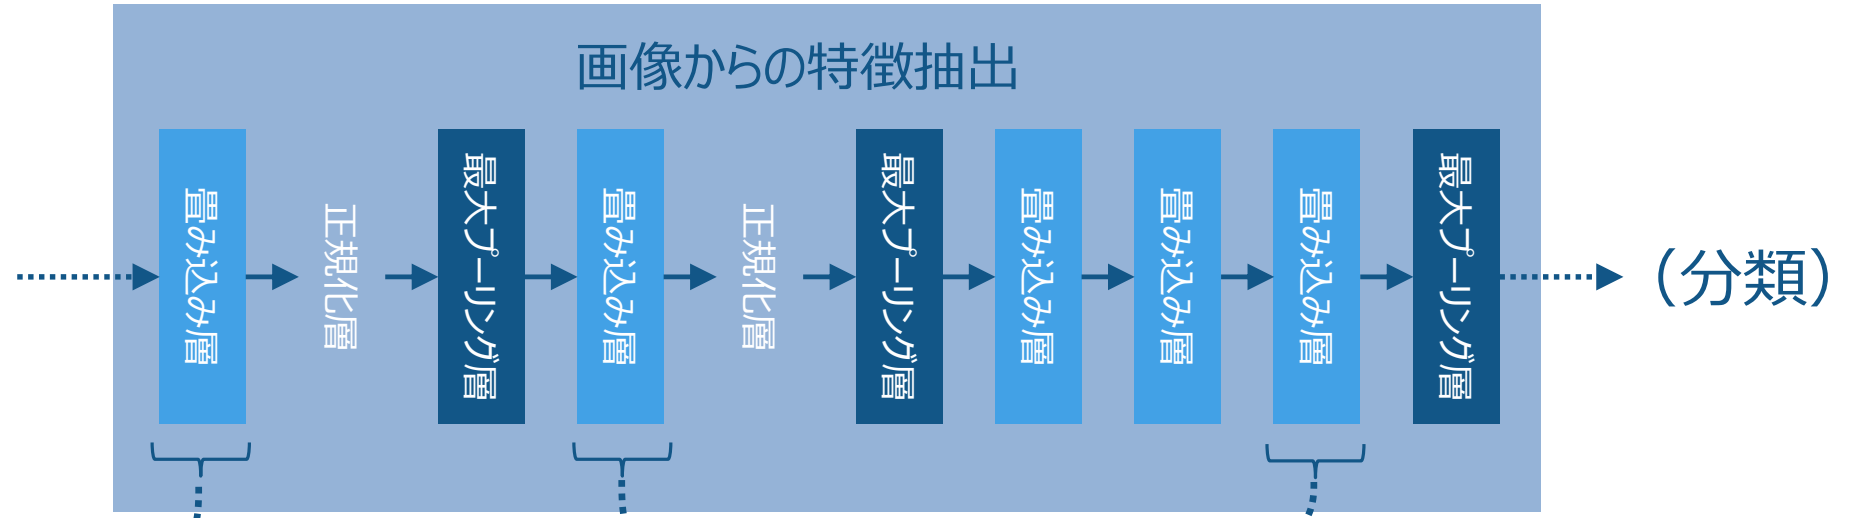 画像からの特徴抽出
畳み込み層
正規化層
最大プーリング層
畳み込み層
正規化層
最大プーリング層
畳み込み層
畳み込み層
畳み込み層
最大プーリング層
（分類）